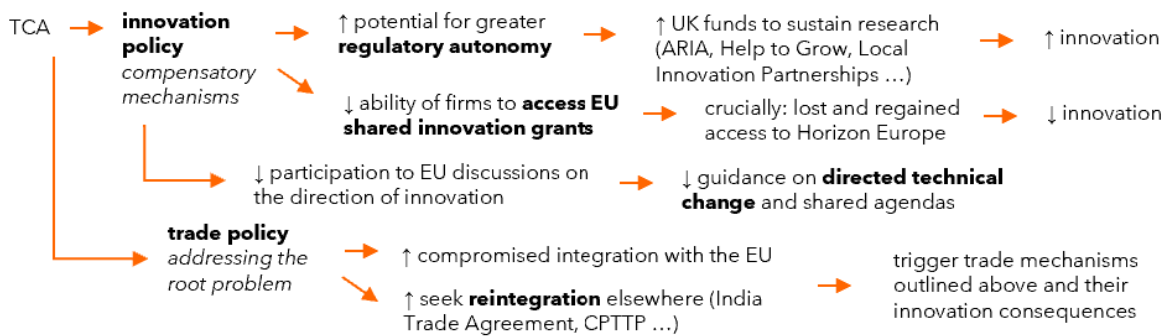 TCA
innovation
policy
compensatory
mechanisms
↑ potential for greater
regulatory autonomy
↑ UK funds to sustain research
(ARIA, Help to Grow, Local
Innovation Partnerships ...)
↑ innovation
↓ ability of firms to access EU
shared innovation grants
crucially: lost and regained
access to Horizon Europe
↓ innovation
↓ participation to EU discussions on
the direction of innovation
↓ guidance on directed technical
change and shared agendas
trade policy
addressing the
root problem
↑ compromised integration with the EU
↑ seek reintegration elsewhere (India
Trade Agreement, CPTTP ...)
trigger trade mechanisms
outlined above and their
innovation consequences